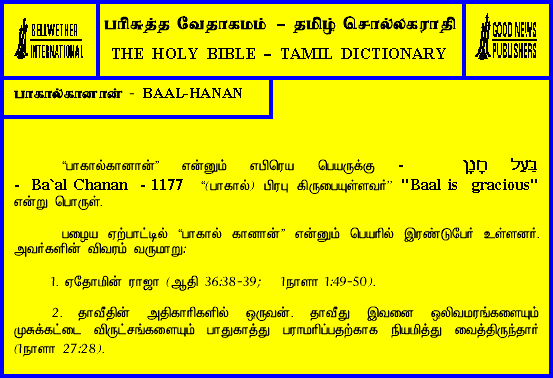 BELLWETHER
INTERNATIONAL
பரிசுத்த வேதாகமம் – தமிழ் சொல்லகராதி
THE HOLY BIBLE – TAMIL DICTIONARY
GOOD NEWS
PUBLISHERS
பாகால்கானான் - BAAL-HANAN
“பாகால்கானான்” என்னும் எபிரெய பெயருக்கு - בַּעַל חָנָן
- Ba`al Chanan - 1177 “(பாகால்) பிரபு கிருபையுள்ளவர்” "Baal is gracious"
என்று பொருள்.
பழைய ஏற்பாட்டில் “பாகால் கானான்” என்னும் பெயரில் இரண்டுபேர் உள்ளனர்.
அவர்களின் விவரம் வருமாறு:
1. ஏதோமின் ராஜா (ஆதி 36:38-39; 1நாளா 1:49-50).
2. தாவீதின் அதிகாரிகளில் ஒருவன். தாவீது இவனை ஒலிவமரங்களையும்
முசுக்கட்டை விருட்சங்களையும் பாதுகாத்து பராமரிப்பதற்காக நியமித்து வைத்திருந்தார்
(1நாளா 27:28).